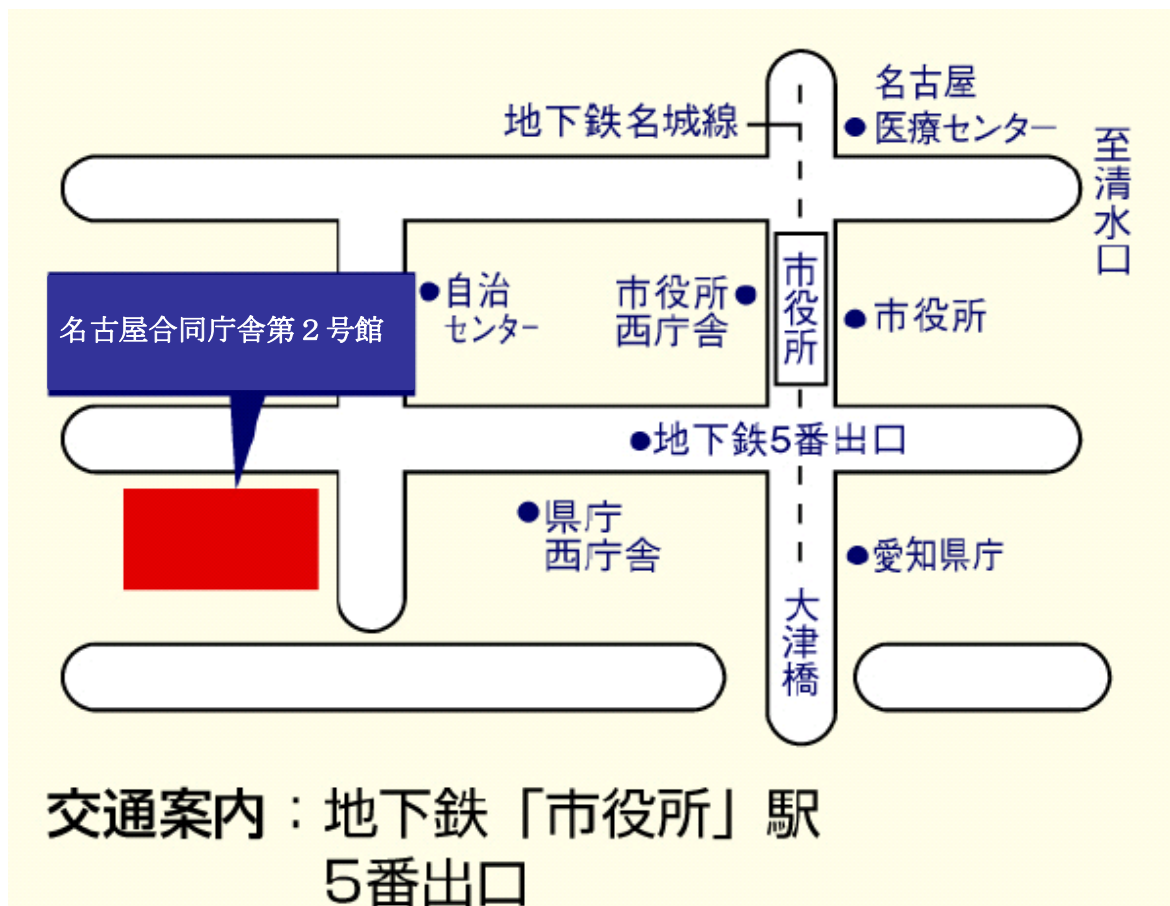 名古屋
医療センター
地下鉄名城線
至清水口
自治
センター
市役所
西庁舎
市役所
市役所
名古屋合同庁舎第２号館
地下鉄5番出口
県庁
西庁舎
愛知県庁
大津橋
交通案内：地下鉄「市役所」駅
5番出口